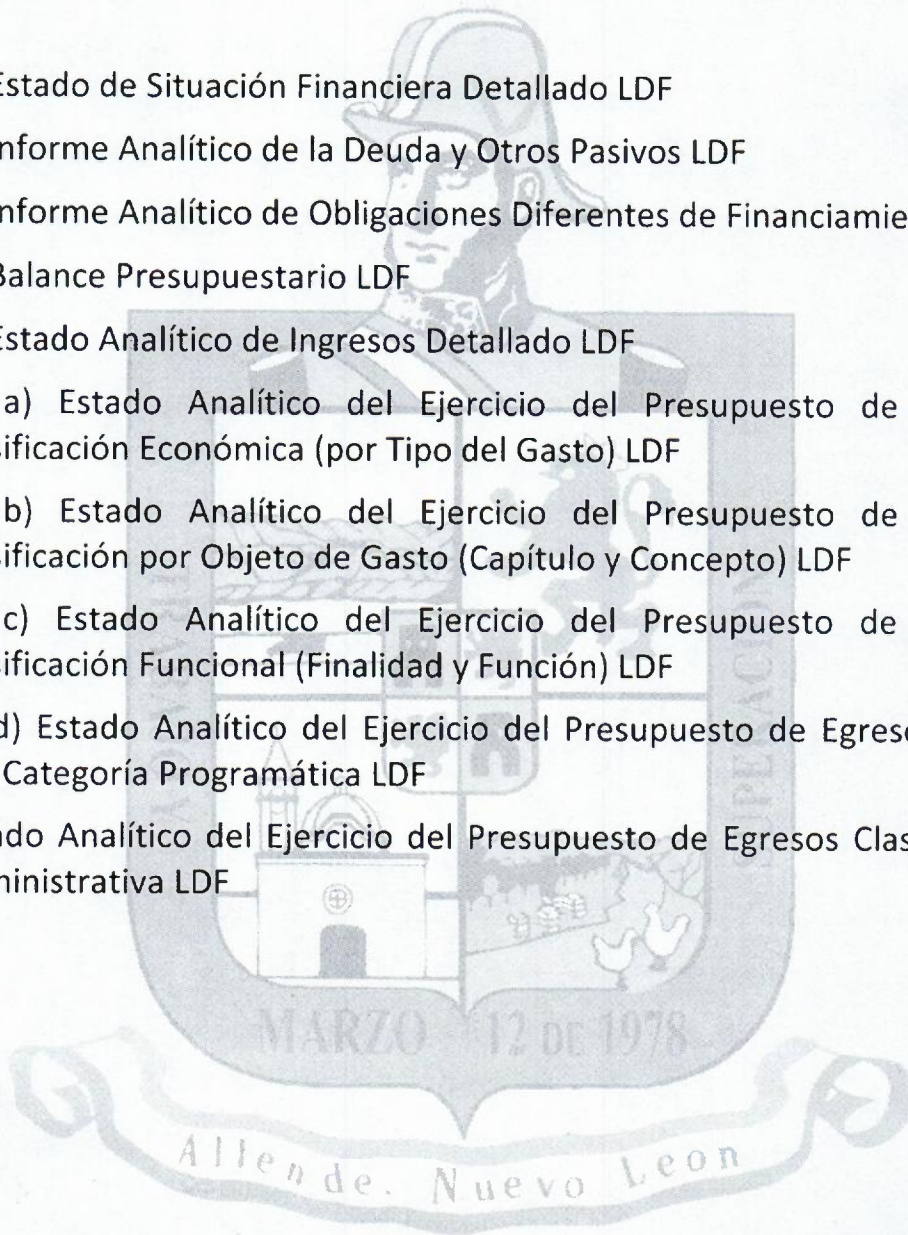 Estado de Situación Financiera Detallado LDF
nforme Analítico de la Deuda y Otros Pasivos LDF
nforme Analítico de Obligaciones Diferentes de Financiamie
Balance Presupuestario LDF
Estado Analítico de Ingresos Detallado LDF
a) Estado Analítico del Ejercicio del Presupuesto de
ificación Económica (por Tipo del Gasto) LDF
b) Estado Analítico del Ejercicio del Presupuesto de
ificación por Objeto de Gasto (Capítulo y Concepto) LDF
c) Estado Analítico del Ejercicio del Presupuesto de
ificación Funcional (Finalidad y Función) LDF
d) Estado Analítico del Ejercicio del Presupuesto de Egreso
Categoría Programática LDF
ado Analítico del Ejercicio del Presupuesto de Egresos Clas
ministrativa LDF
MARZO 12 DE 1978
Allende. Nuevo Leon